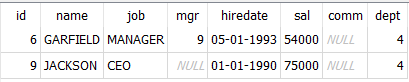 id name job mgr hiredate sal comm dept
6 GARFIELD MANAGER 9 05-01-1993 54000 NULL 4
9 JACKSON CEO NULL 01-01-1990 75000 NULL 4